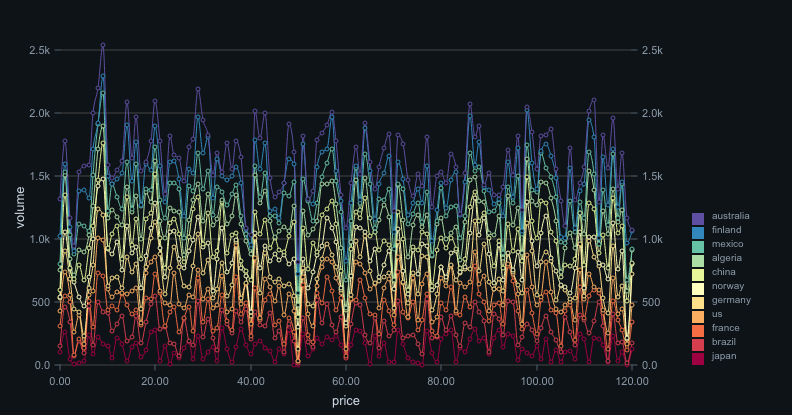 2.5k
2.5k
2.0k
2.0k
1.5k
1.5k
1.0k
1.0k
500
500
0.0
0.0
volume
0.00
20.00
40.00
60.00
80.00
100.00
120.00
price
australia
finland
mexico
algeria
china
norway
germany
us
france
brazil
japan